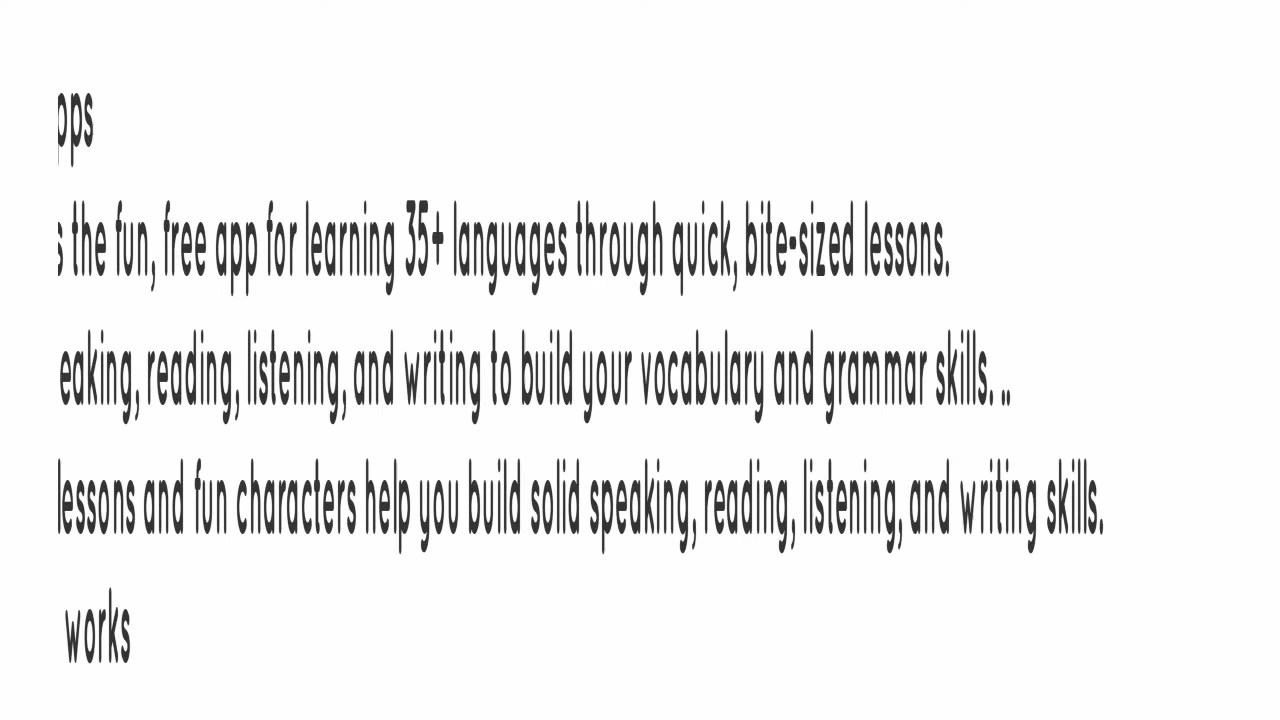 pps
s the fun, free app for learning 35+ languages through quick, bite-sized lessons.
eaking, reading, listening, and writing to build your vocabulary and grammar skills. ..
lessons and fun characters help you build solid speaking, reading, listening, and writing skills.
works